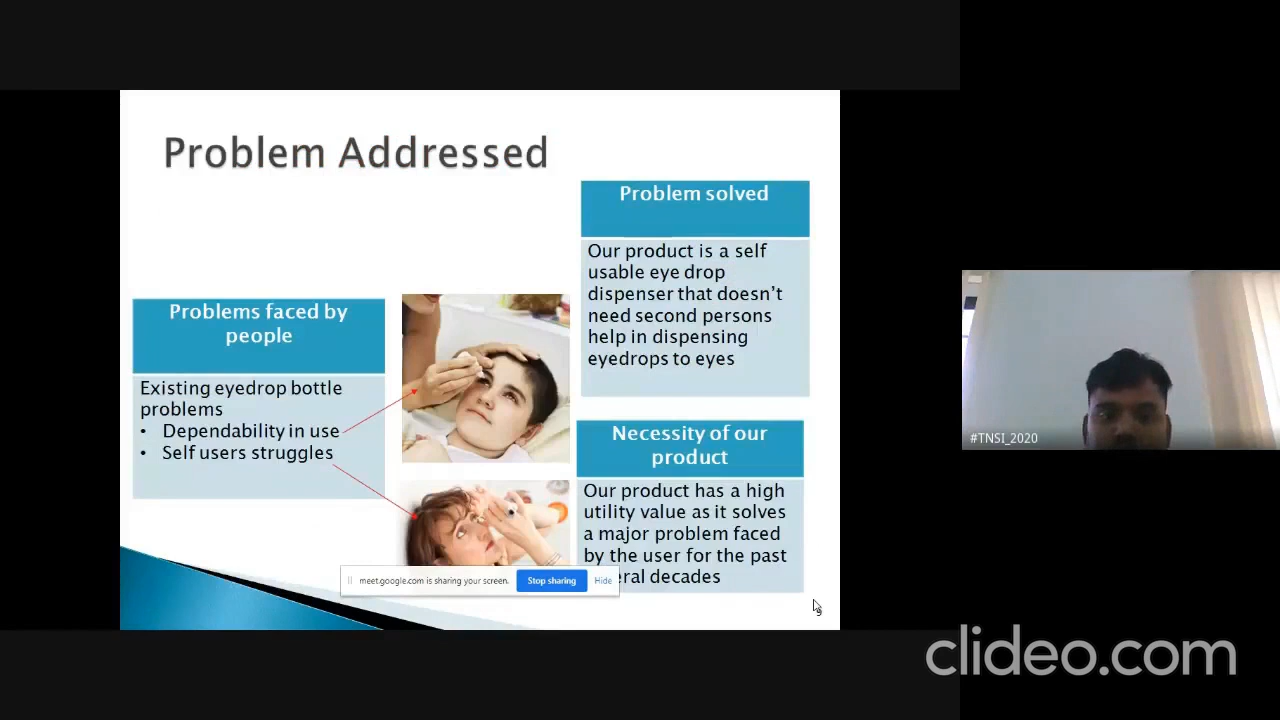 Problem Addressed
Problem solved
Our product is a self
usable eye drop
dispenser that doesn't
need second persons
help in dispensing
eyedrops to eyes
Problems faced by
people
Existing eyedrop bottle
problems
• Dependability in use
• Self users struggles
Necessity of our
product
Our product has a high
utility value as it solves
a major problem faced
by the user for the past
eral decades
meet.google.com is sharing your screen.
Stop sharing
Hide
9
#TNSI_2020
clideo.com